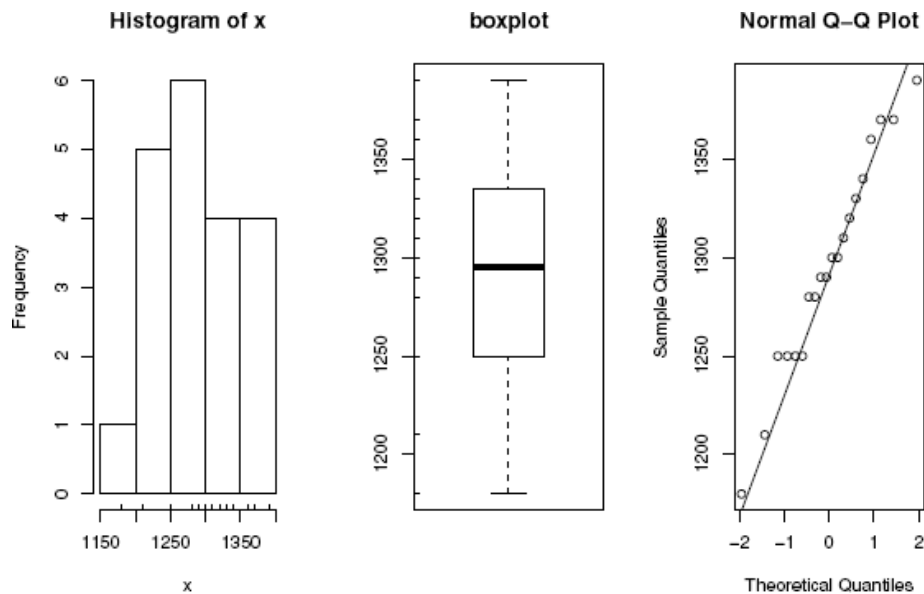 Histogram of x
Frequency
0 1 2 3 4 5 6
1150 1250 1350
x
boxplot
1200 1250 1300 1350
Normal Q−Q Plot
Sample Quantiles
1200 1250 1300 1350
−2 −1 0 1 2
Theoretical Quantiles